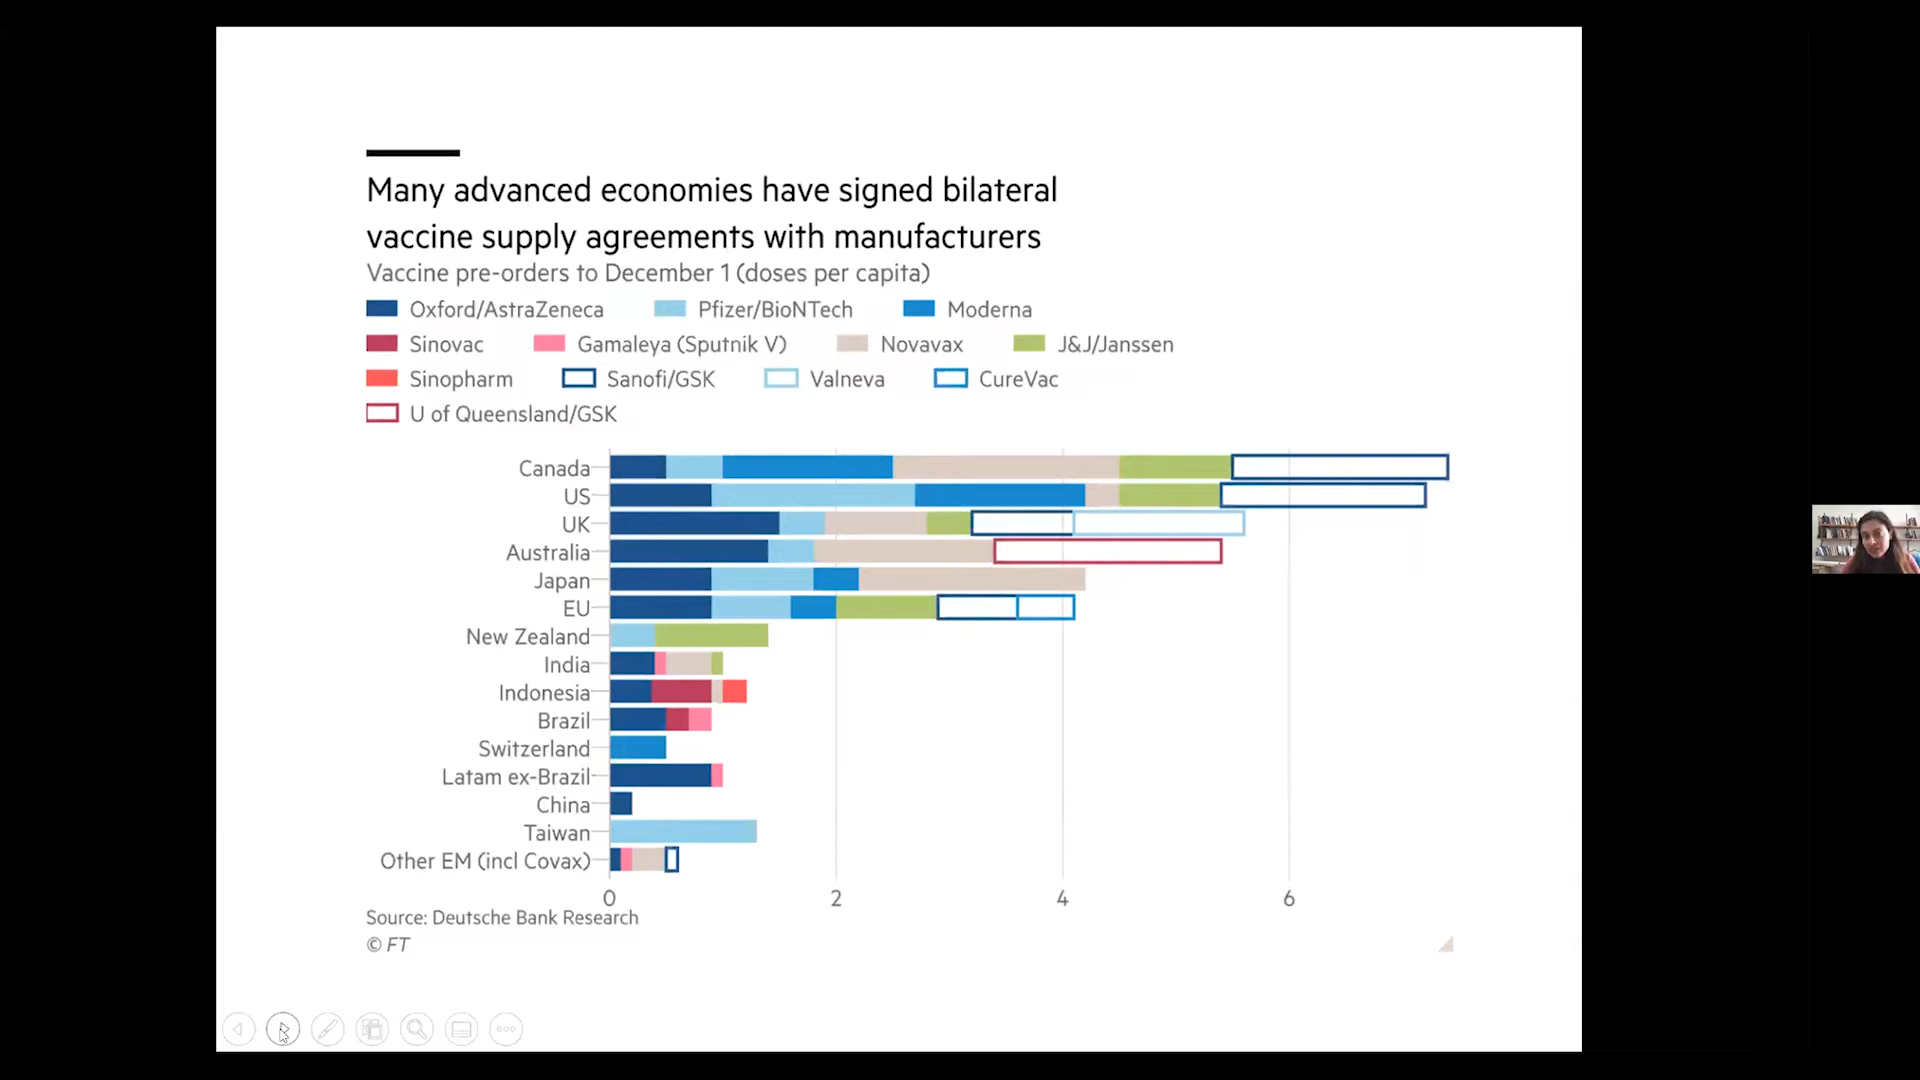 Many advanced economies have signed bilateral
vaccine supply agreements with manufacturers
Vaccine pre-orders to December 1 (doses per capita)
Oxford/AstraZeneca Pfizer/BioNTech Moderna
Sinovac Gamaleya (Sputnik V) Novavax J&J/Janssen
Sinopharm Sanofi/GSK Valneva CureVac
U of Queensland/GSK
Canada
US
UK
Australia
Japan
EU
New Zealand
India
Indonesia
Brazil
Switzerland
Latam ex-Brazil
China
Taiwan
Other EM (incl Covax)
0 2 4 6
Source: Deutsche Bank Research
© FT